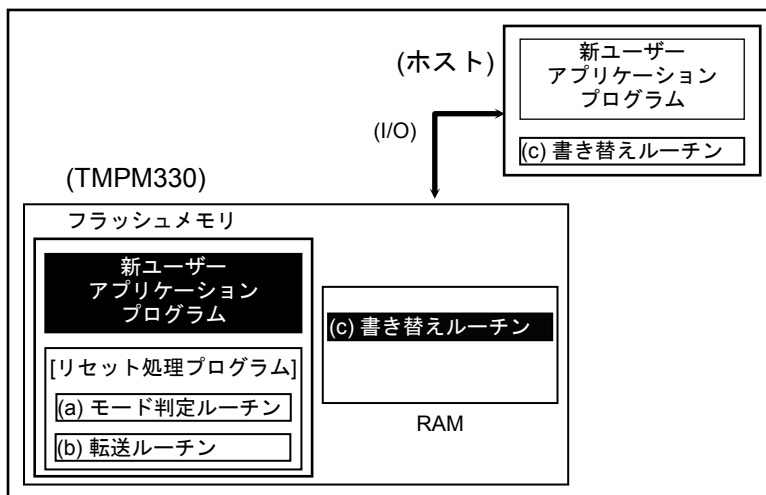 (ホスト)
新ユーザー
アプリケーション
プログラム
(c) 書き替えルーチン
(I/O)
(TMPM330)
フラッシュメモリ
新ユーザー
アプリケーション
プログラム
[リセット処理プログラム]
(a) モード判定ルーチン
(b) 転送ルーチン
(c) 書き替えルーチン
RAM